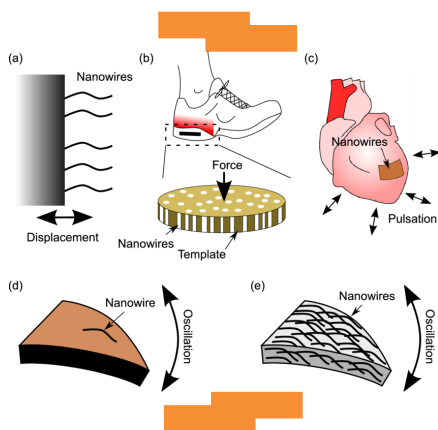 (a)
Nanowires
Displacement
(b)
Force
Nanowires
Template
(c)
Nanowires
Pulsation
(d)
Nanowire
Oscillation
(e)
Nanowires
Oscillation